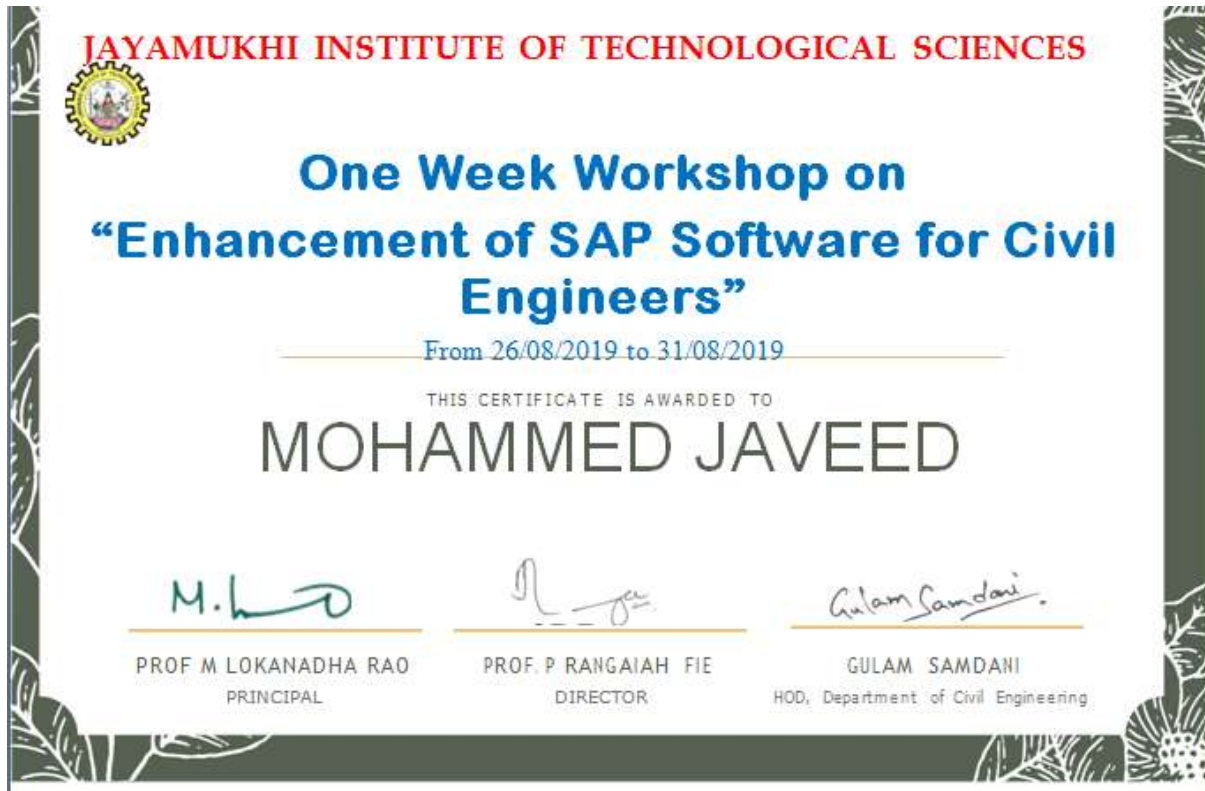 JAYAMUKHI INSTITUTE OF TECHNOLOGICAL SCIENCES
One Week Workshop on
“Enhancement of SAP Software for Civil
Engineers”
From 26/08/2019 to 31/08/2019
THIS CERTIFICATE IS AWARDED TO
MOHAMMED JAVEED
M.
Gulam Samdani.
PROF M LOKANADHA RAO
PROF. P RANGAIAH FIE
GULAM SAMDANI
PRINCIPAL
DIRECTOR
HOD, Department of Civil Engineering